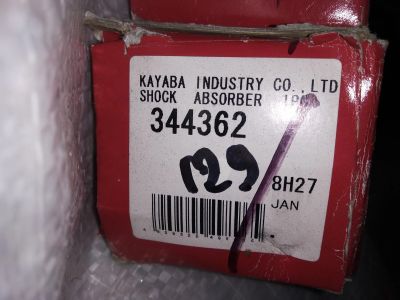 KAYABA INDUSTRY CO.,LTD
SHOCK ABSORBER
344362
129
8H27
JAN